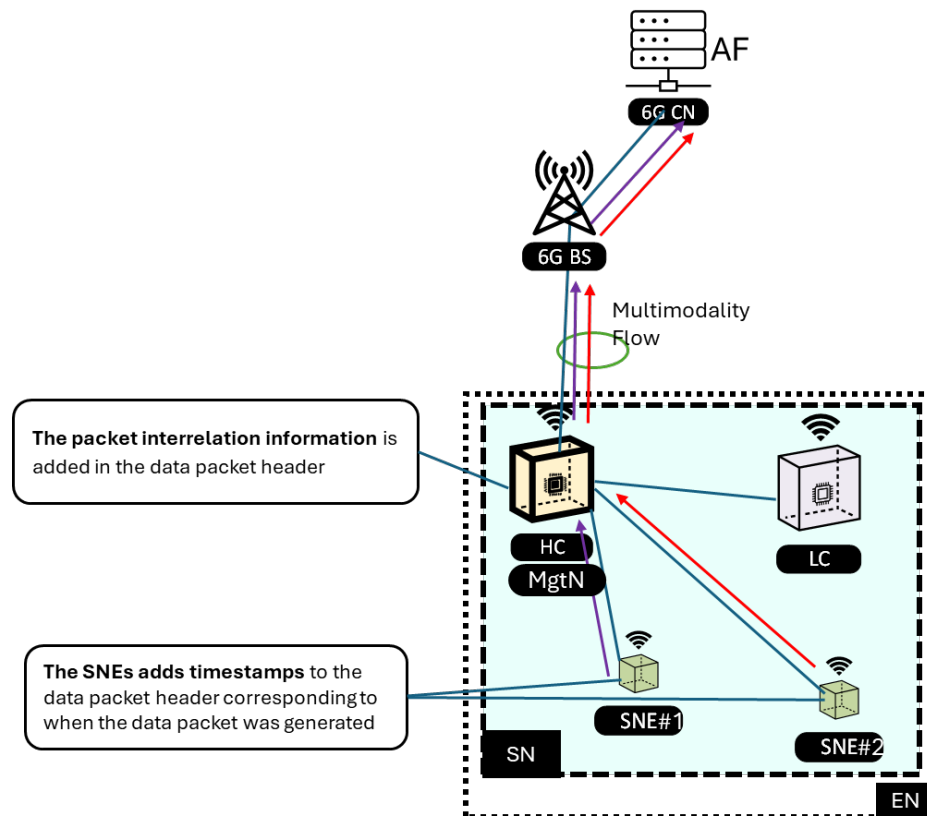 AF
6G CN
6G BS
Multimodality
Flow
The packet interrelation information is
added in the data packet header
HC
MgtN
LC
The SNEs adds timestamps to the
data packet header corresponding to
when the data packet was generated
SNE#1
SNE#2
SN
EN